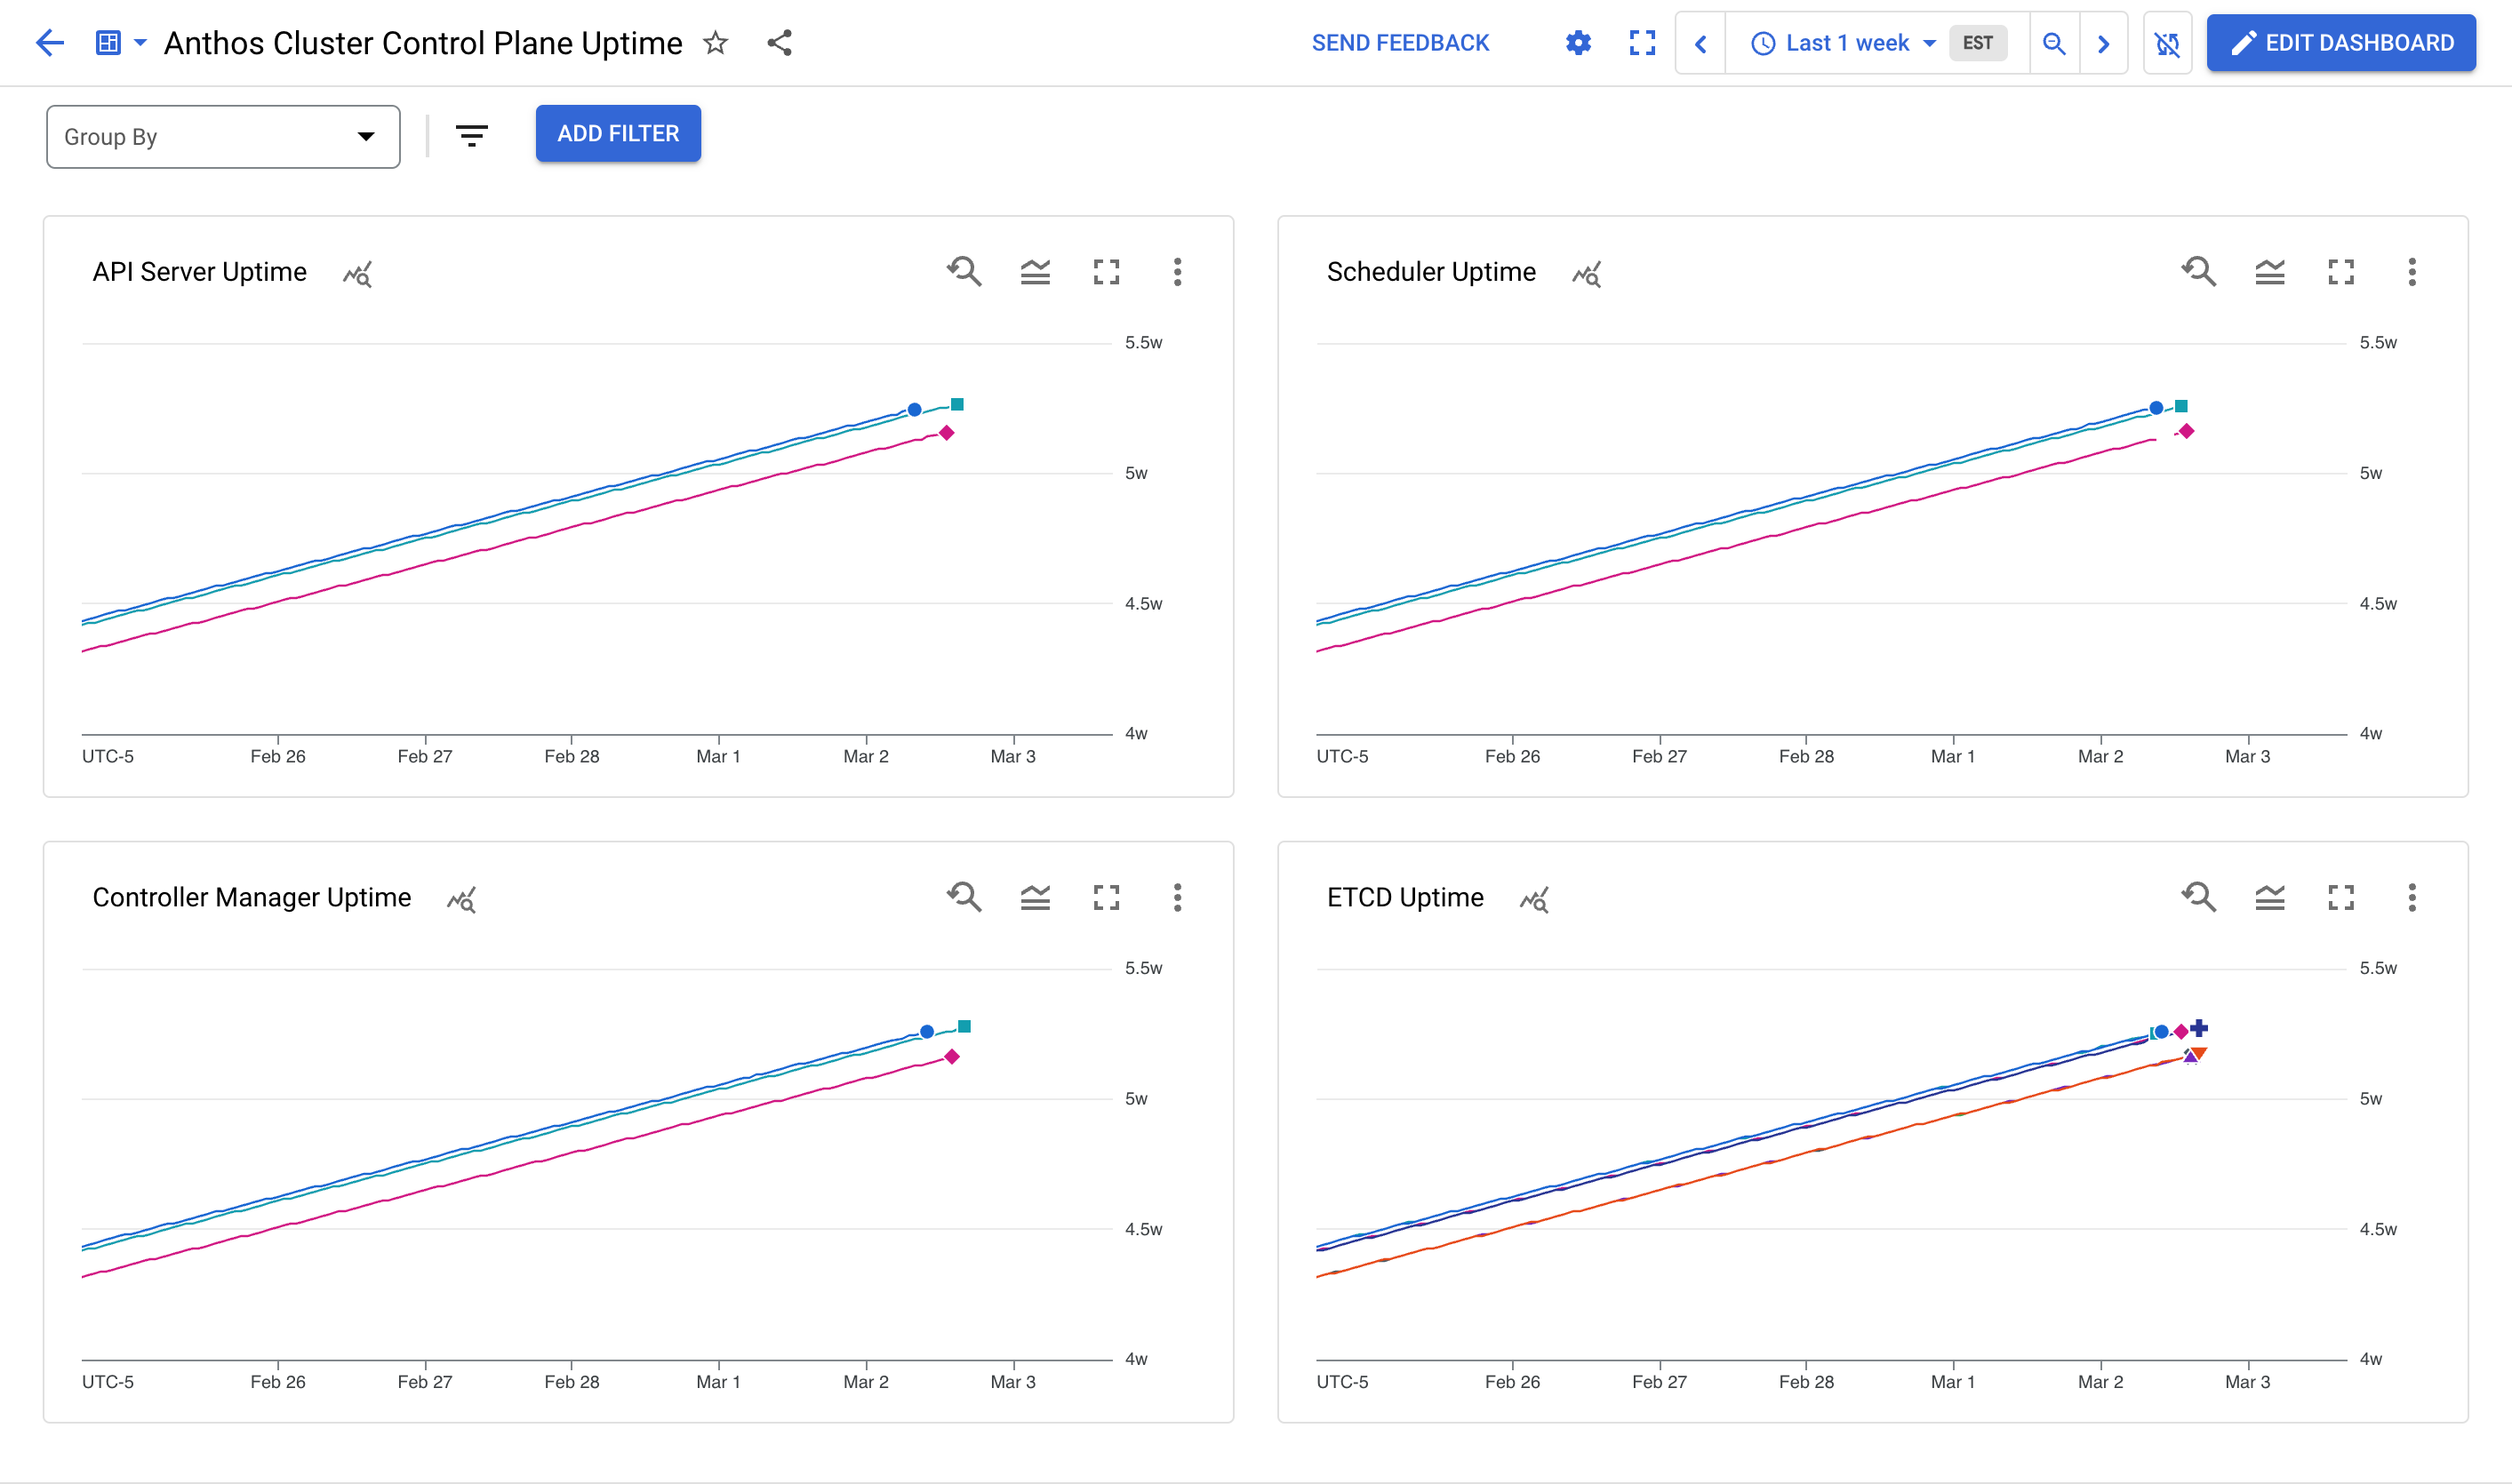 Anthos Cluster Control Plane Uptime
SEND FEEDBACK
Last 1 week
EST
EDIT DASHBOARD
Group By
ADD FILTER
API Server Uptime
5.5w
5w
4.5w
4w
UTC-5 Feb 26 Feb 27 Feb 28 Mar 1 Mar 2 Mar 3
Scheduler Uptime
5.5w
5w
4.5w
4w
UTC-5 Feb 26 Feb 27 Feb 28 Mar 1 Mar 2 Mar 3
Controller Manager Uptime
5.5w
5w
4.5w
4w
UTC-5 Feb 26 Feb 27 Feb 28 Mar 1 Mar 2 Mar 3
ETCD Uptime
5.5w
5w
4.5w
4w
UTC-5 Feb 26 Feb 27 Feb 28 Mar 1 Mar 2 Mar 3